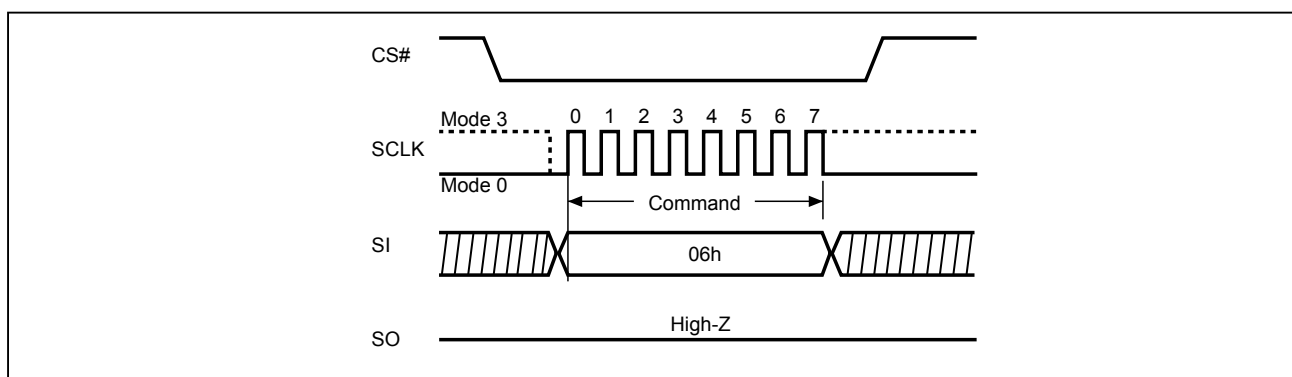 CS#
Mode 3
0 1 2 3 4 5 6 7
SCLK
Mode 0
Command
SI
06h
High-Z
SO